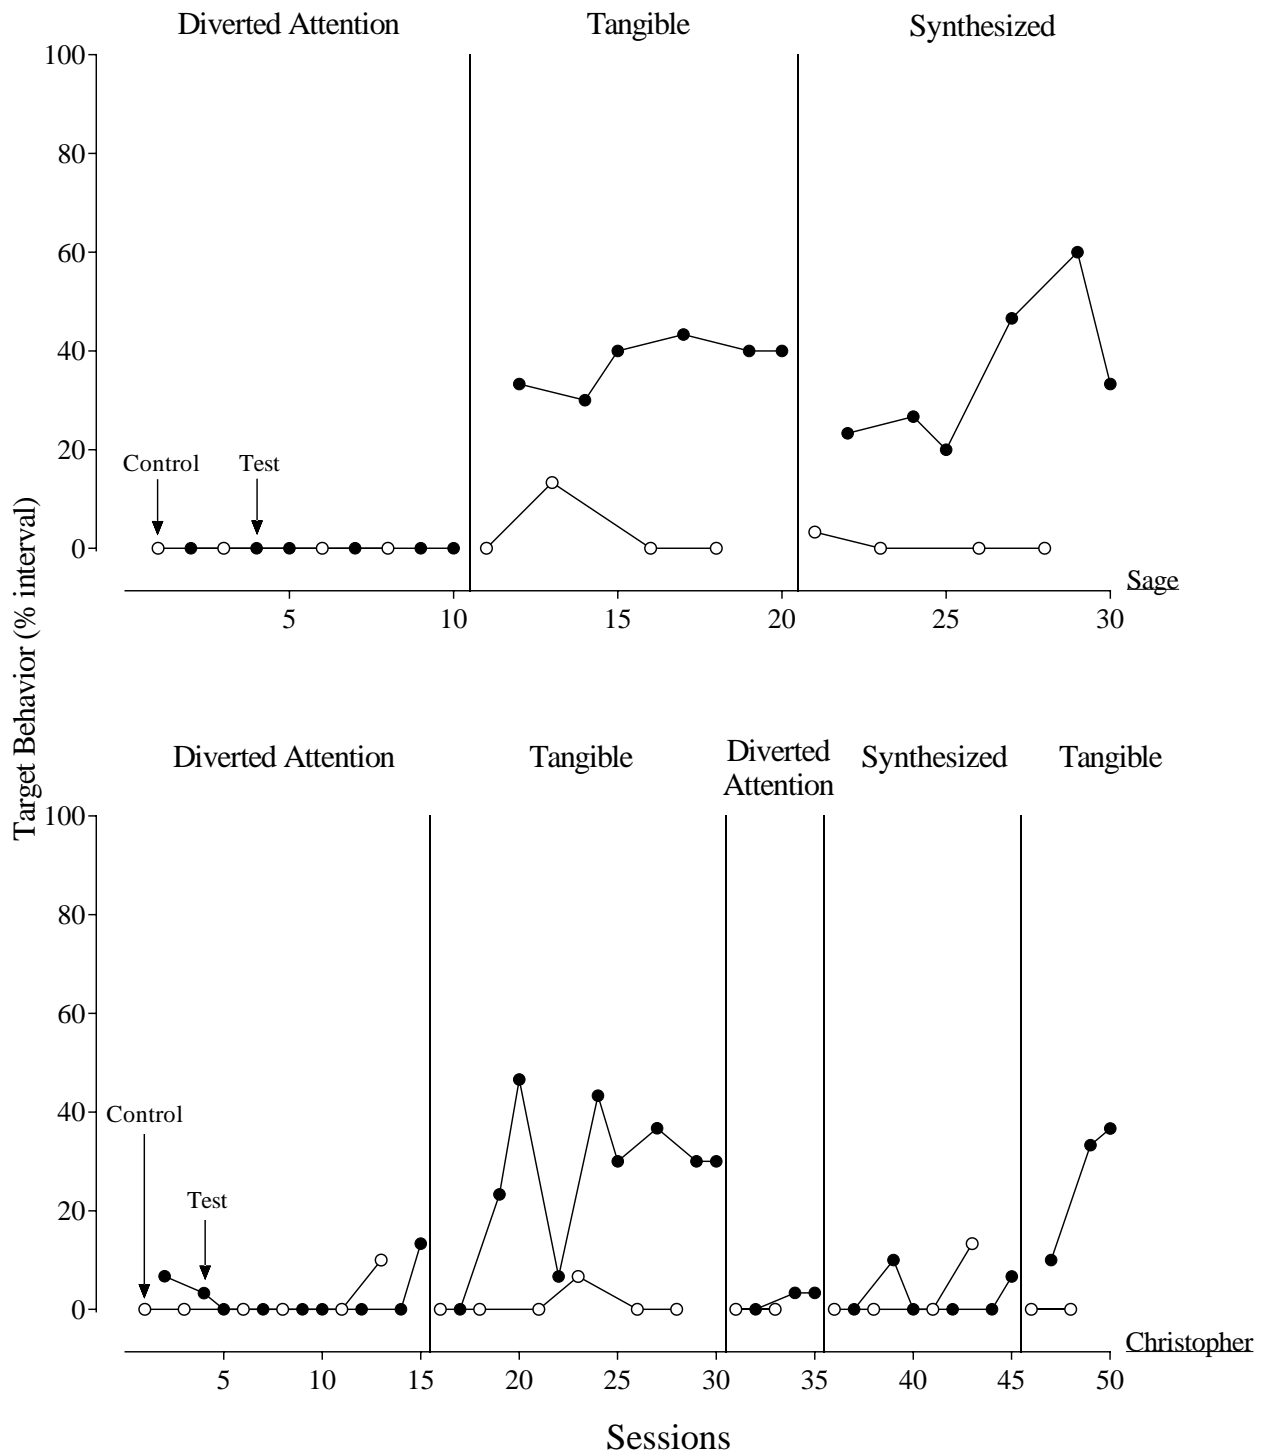 Diverted Attention Tangible Synthesized
100
80
60
40
20
0
Control Test
Sage
5 10 15 20 25 30
Target Behavior (% interval)
Diverted Attention Tangible Diverted Attention Synthesized Tangible
100
80
60
40
20
0
Control
Test
Christopher
5 10 15 20 25 30 35 40 45 50
Sessions